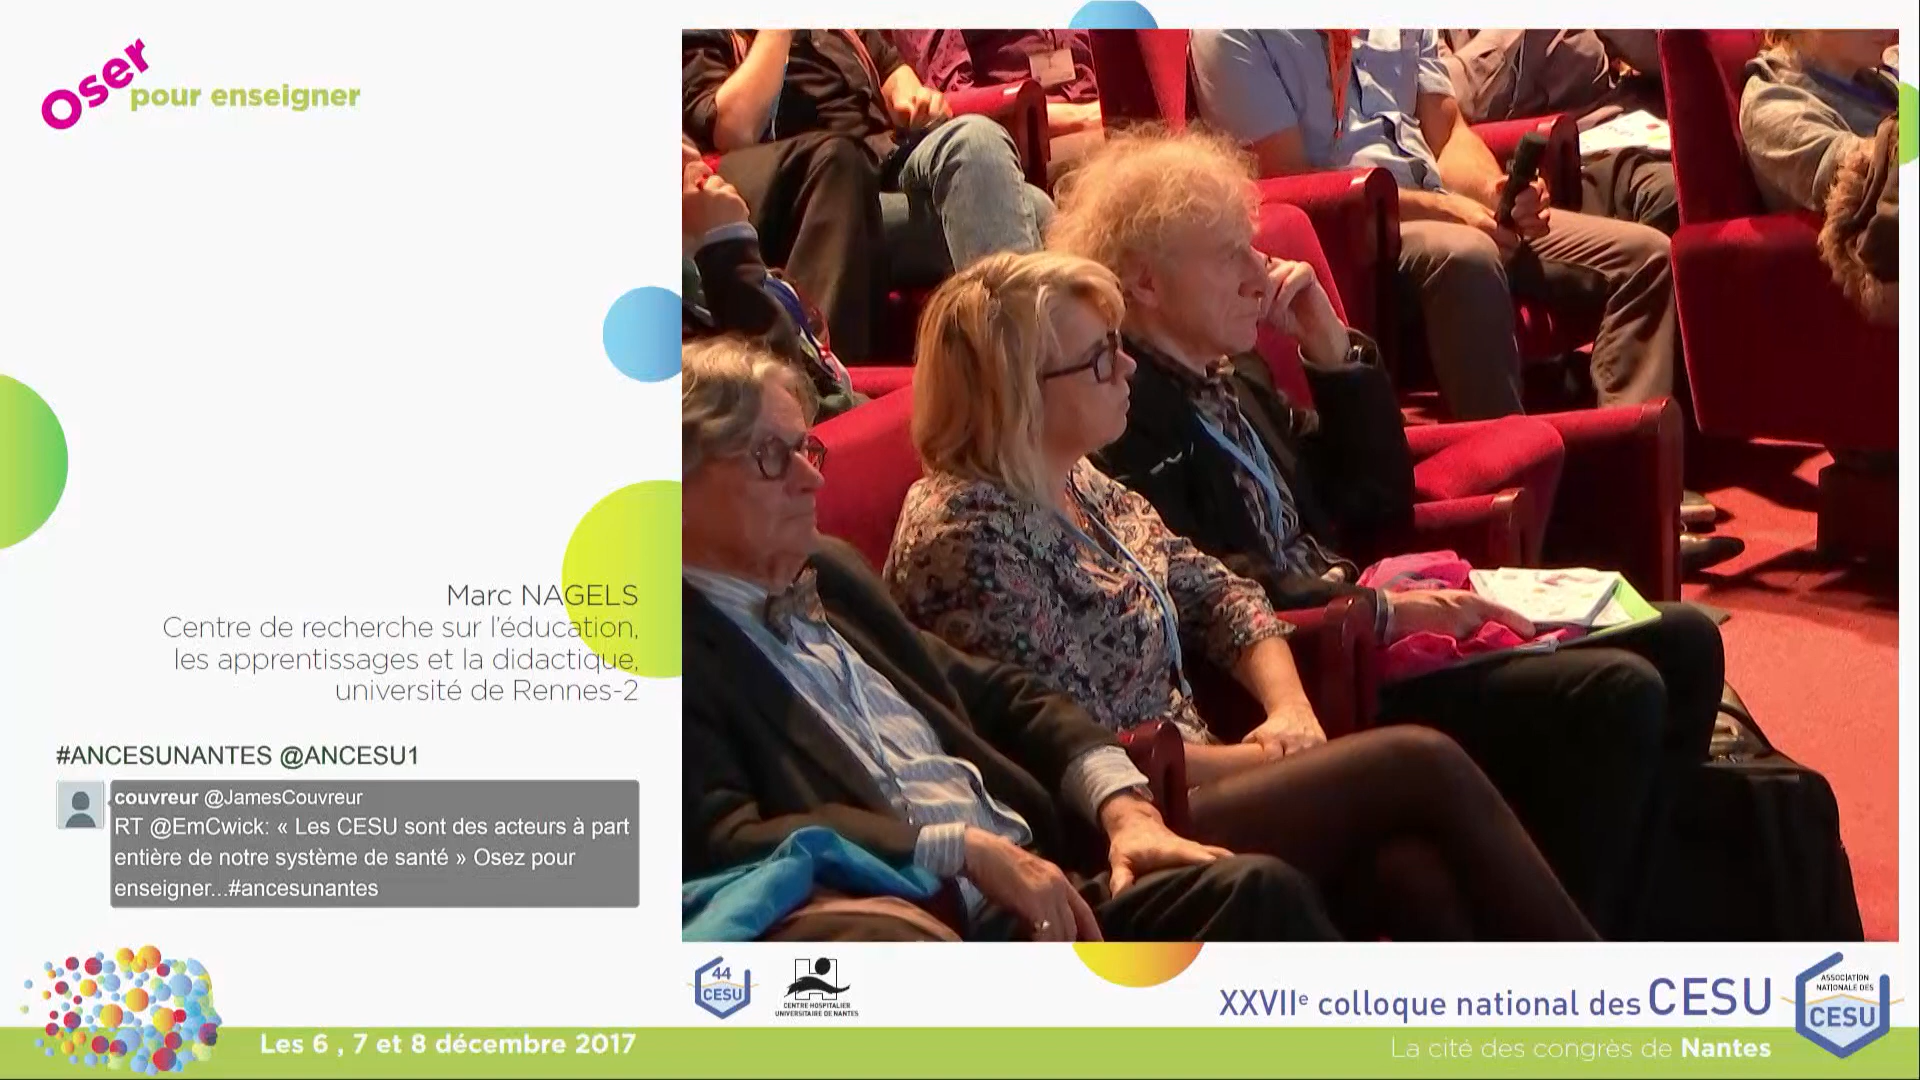 Oser
pour enseigner
Marc NAGELS
Centre de recherche sur l'éducation,
les apprentissages et la didactique,
université de Rennes-2
#ANCESUNANTES @ANCESU1
couvreur @JamesCouvreur
RT @EmCwick: « Les CESU sont des acteurs à part
entière de notre système de santé » Osez pour
enseigner...#ancesunantes
44
CESU
CENTRE HOSPITALIER
UNIVERSITAIRE DE NANTES
XXVIIe colloque national des CESU
ASSOCIATION
NATIONALE DES
CESU
Les 6 , 7 et 8 décembre 2017
La cité des congrès de Nantes